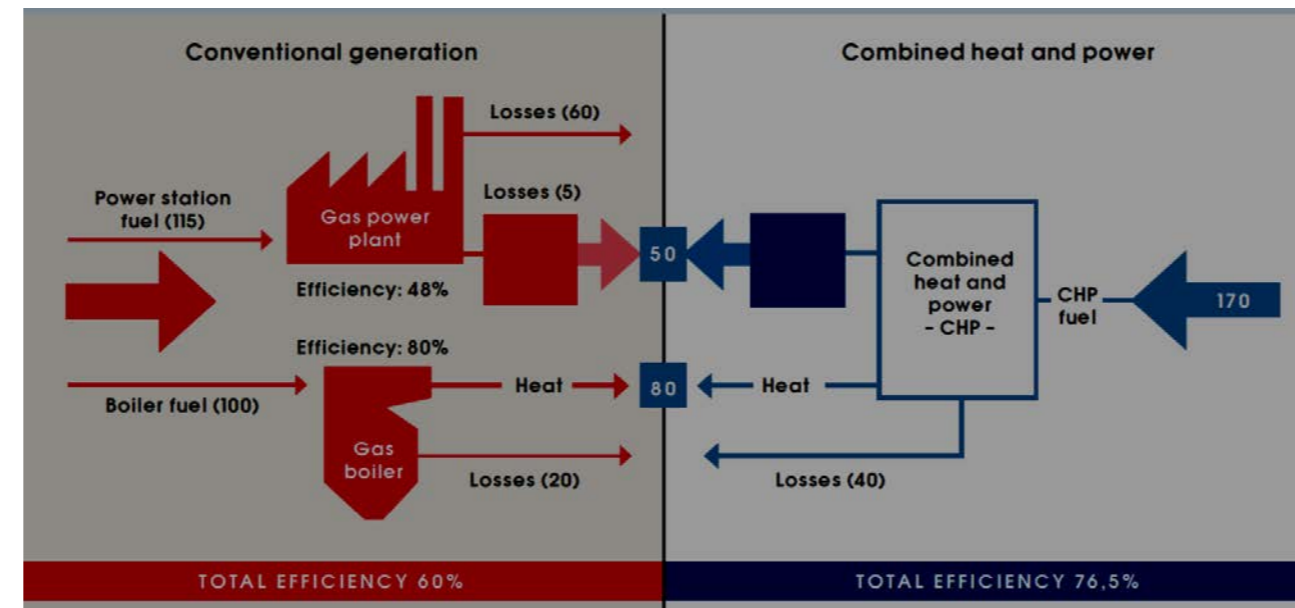 Conventional generation
Losses (60)
Power station
fuel (115)
Gas power
plant
Losses (5)
Efficiency: 48%
Efficiency: 80%
Boiler fuel (100)
Heat
Gas
boiler
Losses (20)
TOTAL EFFICIENCY 60%
50
80
Combined heat and power
Combined
heat and
power
- CHP -
CHP
fuel
170
Heat
Losses (40)
TOTAL EFFICIENCY 76,5%